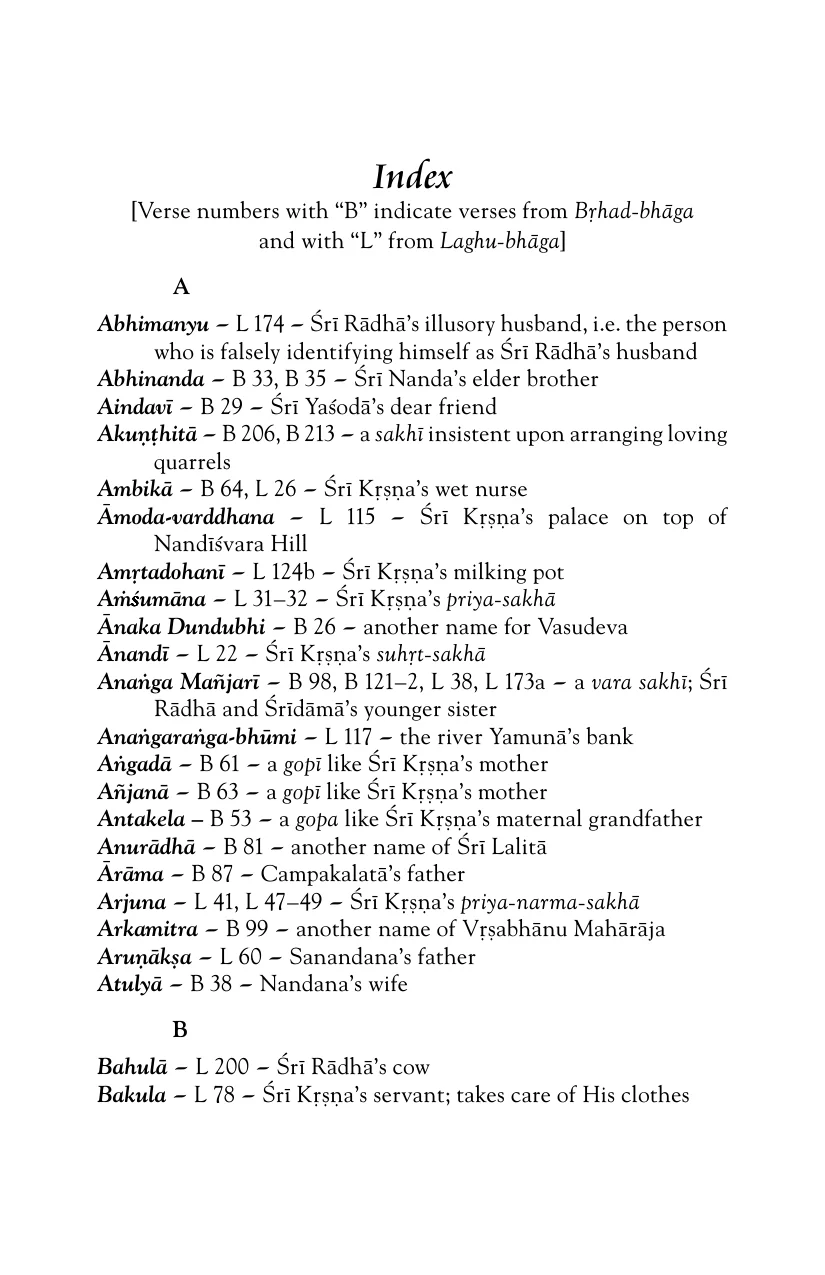 Index
[Verse numbers with “B” indicate verses from Bṛhad-bhāga
and with “L” from Laghu-bhāga]
A
Abhimanyu – L 174 – Śrī Rādhā’s illusory husband, i.e. the person
who is falsely identifying himself as Śrī Rādhā’s husband
Abhinanda – B 33, B 35 – Śrī Nanda’s elder brother
Aindavī – B 29 – Śrī Yaśodā’s dear friend
Akuṇṭhitā – B 206, B 213 – a sakhī insistent upon arranging loving
quarrels
Ambikā – B 64, L 26 – Śrī Kṛṣṇa’s wet nurse
Āmoda-varddhana – L 115 – Śrī Kṛṣṇa’s palace on top of
Nandīśvara Hill
Amṛtadohanī – L 124b – Śrī Kṛṣṇa’s milking pot
Aṁśumāna – L 31–32 – Śrī Kṛṣṇa’s priya-sakhā
Ānaka Dundubhi – B 26 – another name for Vasudeva
Ānandī – L 22 – Śrī Kṛṣṇa’s suhṛt-sakhā
Anaṅga Mañjarī – B 98, B 121–2, L 38, L 173a – a vara sakhī; Śrī
Rādhā and Śrīdāmā’s younger sister
Anaṅgaraṅga-bhūmi – L 117 – the river Yamunā’s bank
Aṅgadā – B 61 – a gopī like Śrī Kṛṣṇa’s mother
Añjanā – B 63 – a gopī like Śrī Kṛṣṇa’s mother
Antakela – B 53 – a gopa like Śrī Kṛṣṇa’s maternal grandfather
Anurādhā – B 81 – another name of Śrī Lalitā
Ārāma – B 87 – Campakalatā’s father
Arjuna – L 41, L 47–49 – Śrī Kṛṣṇa’s priya-narma-sakhā
Arkamitra – B 99 – another name of Vṛṣabhānu Mahārāja
Aruṇākṣa – L 60 – Sanandana’s father
Atulyā – B 38 – Nandana’s wife
B
Bahulā – L 200 – Śrī Rādhā’s cow
Bakula – L 78 – Śrī Kṛṣṇa’s servant; takes care of His clothes